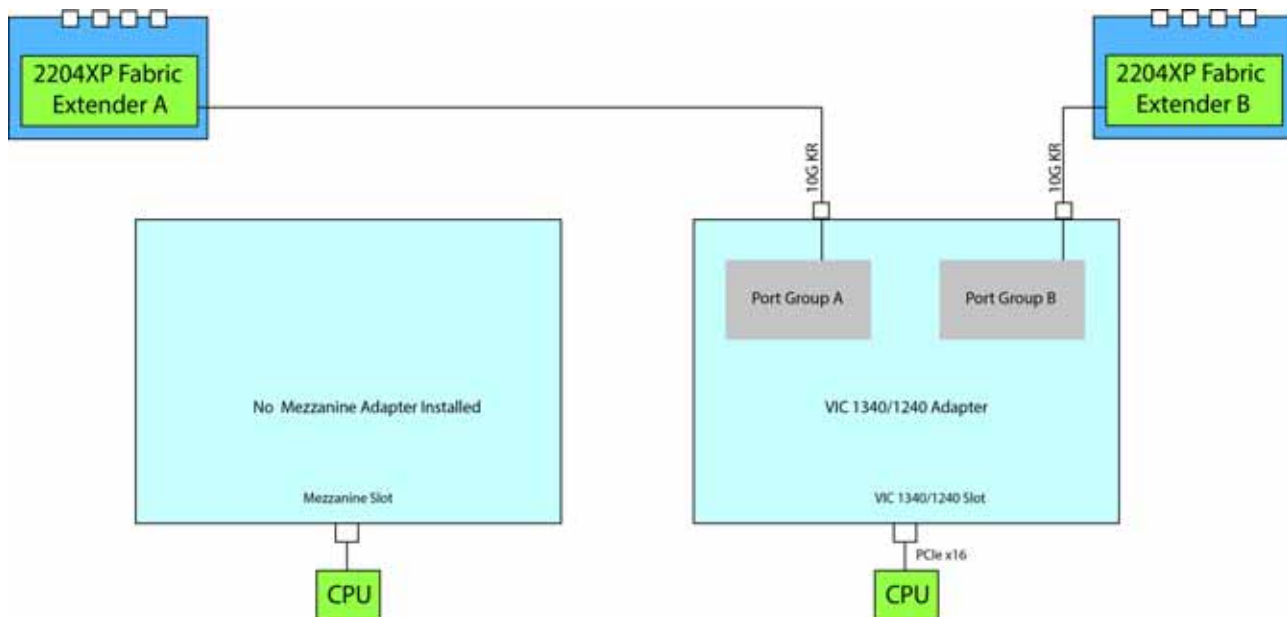 2204XP Fabric
Extender A
2204XP Fabric
Extender B
10G KR
10G KR
Port Group A
Port Group B
No Mezzanine Adapter Installed
VIC 1340/1240 Adapter
Mezzanine Slot
VIC 1340/1240 Slot
PCIe x16
CPU
CPU